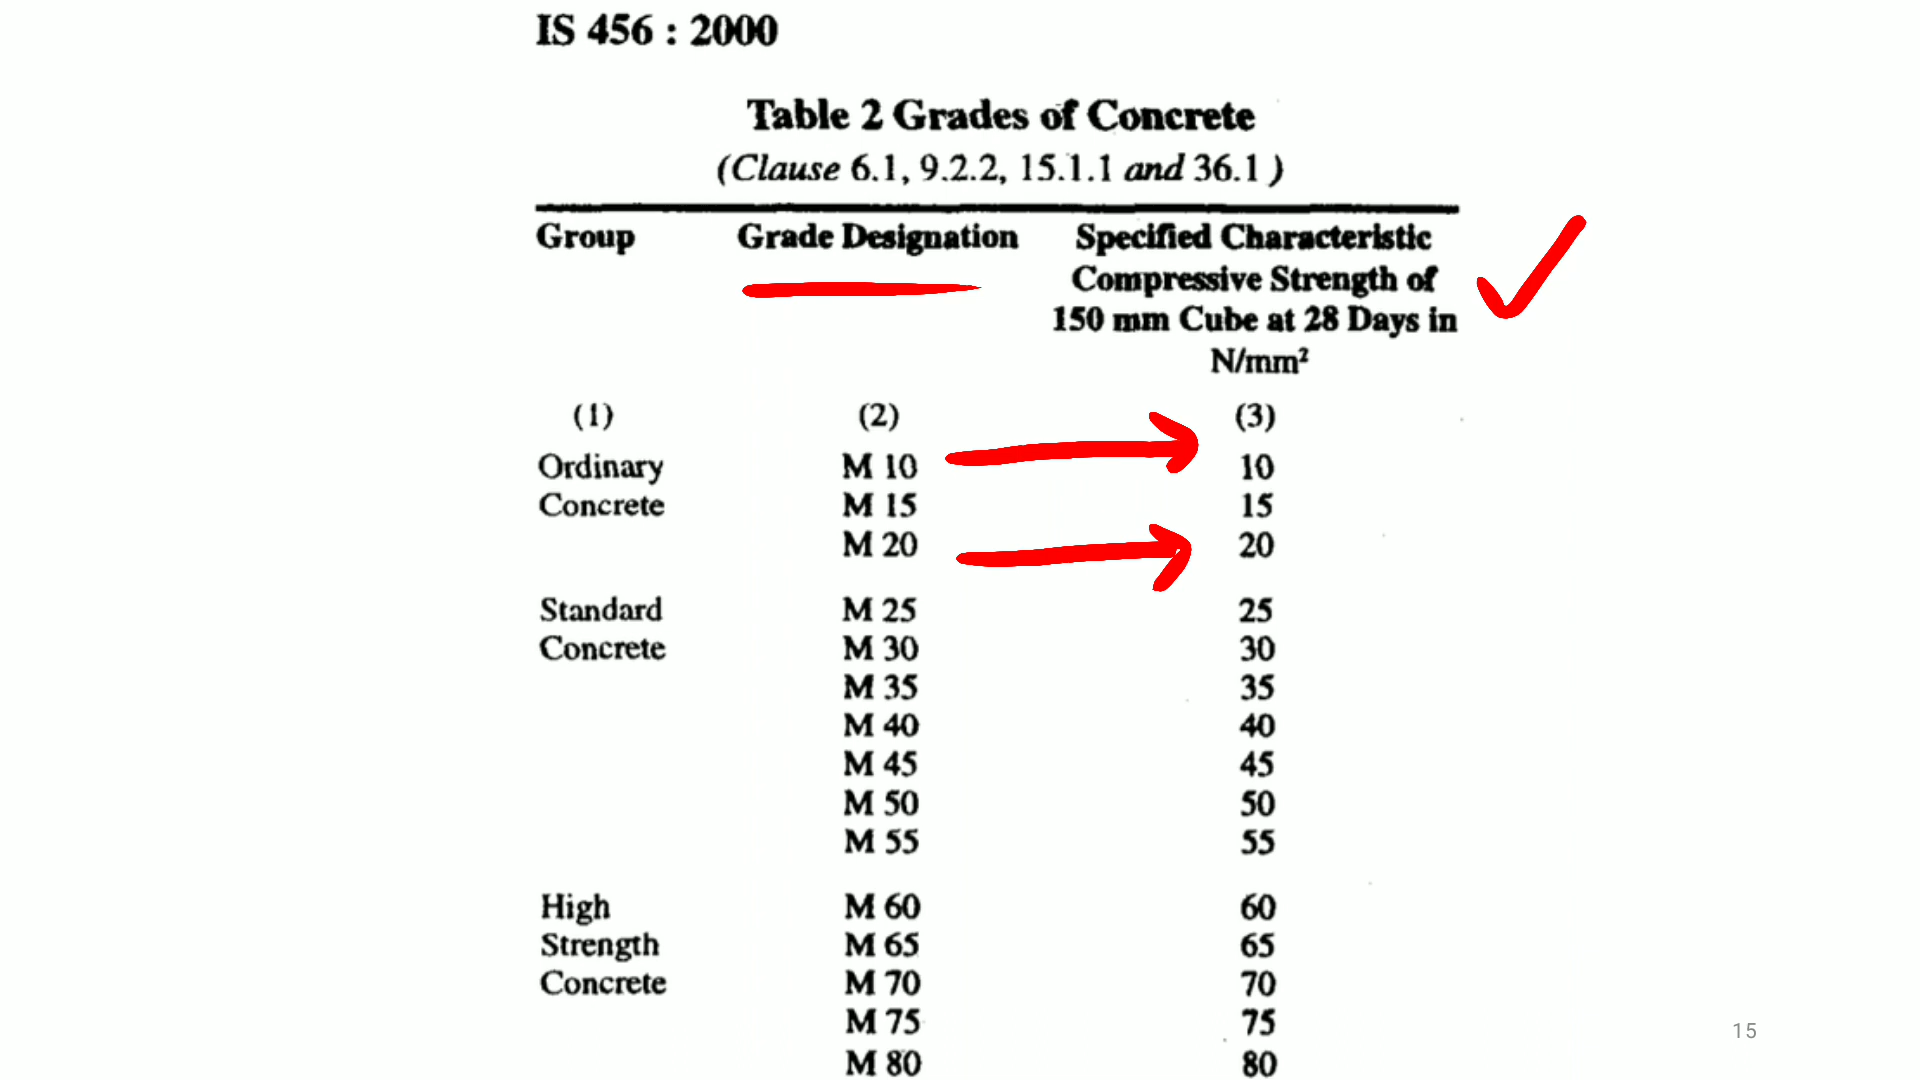 IS 456 : 2000
Table 2 Grades of Concrete
(Clause 6.1, 9.2.2, 15.1.1 and 36.1 )
Group Grade Designation Specified Characteristic
Compressive Strength of
150 mm Cube at 28 Days in
N/mm²
(1) (2) (3)
Ordinary M 10 10
Concrete M 15 15
M 20 20
Standard M 25 25
Concrete M 30 30
M 35 35
M 40 40
M 45 45
M 50 50
M 55 55
High M 60 60
Strength M 65 65
Concrete M 70 70
M 75 75
M 80 80
15